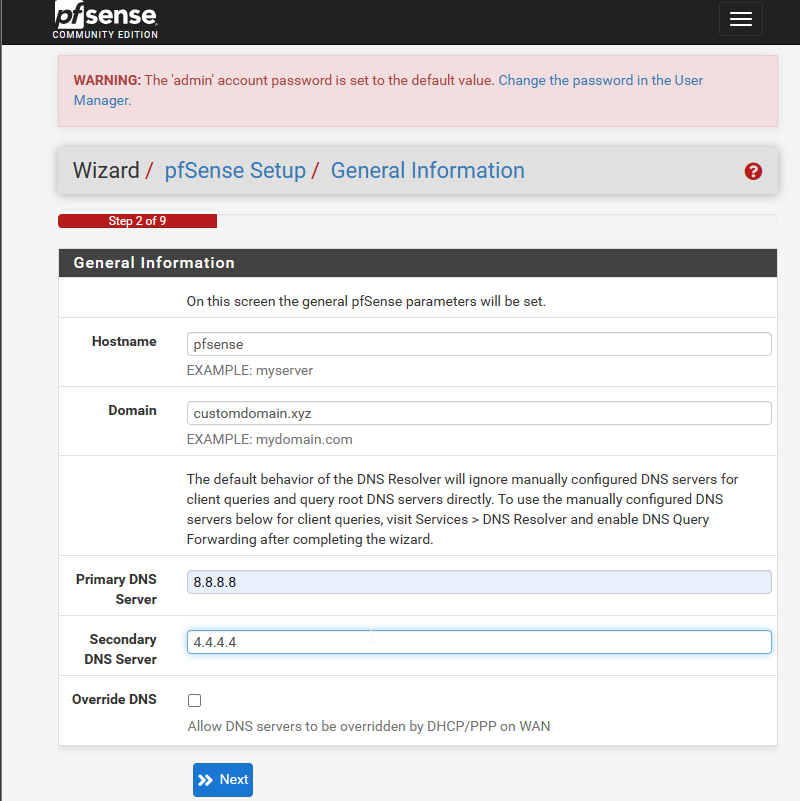 pfsense
COMMUNITY EDITION
WARNING: The 'admin' account password is set to the default value. Change the password in the User
Manager.
Wizard / pfSense Setup / General Information
Step 2 of 9
General Information
On this screen the general pfSense parameters will be set.
Hostname
pfsense
EXAMPLE: myserver
Domain
customdomain.xyz
EXAMPLE: mydomain.com
The default behavior of the DNS Resolver will ignore manually configured DNS servers for
client queries and query root DNS servers directly. To use the manually configured DNS
servers below for client queries, visit Services > DNS Resolver and enable DNS Query
Forwarding after completing the wizard.
Primary DNS
Server
8.8.8.8
Secondary
DNS Server
4.4.4.4
Override DNS
Allow DNS servers to be overridden by DHCP/PPP on WAN
Next